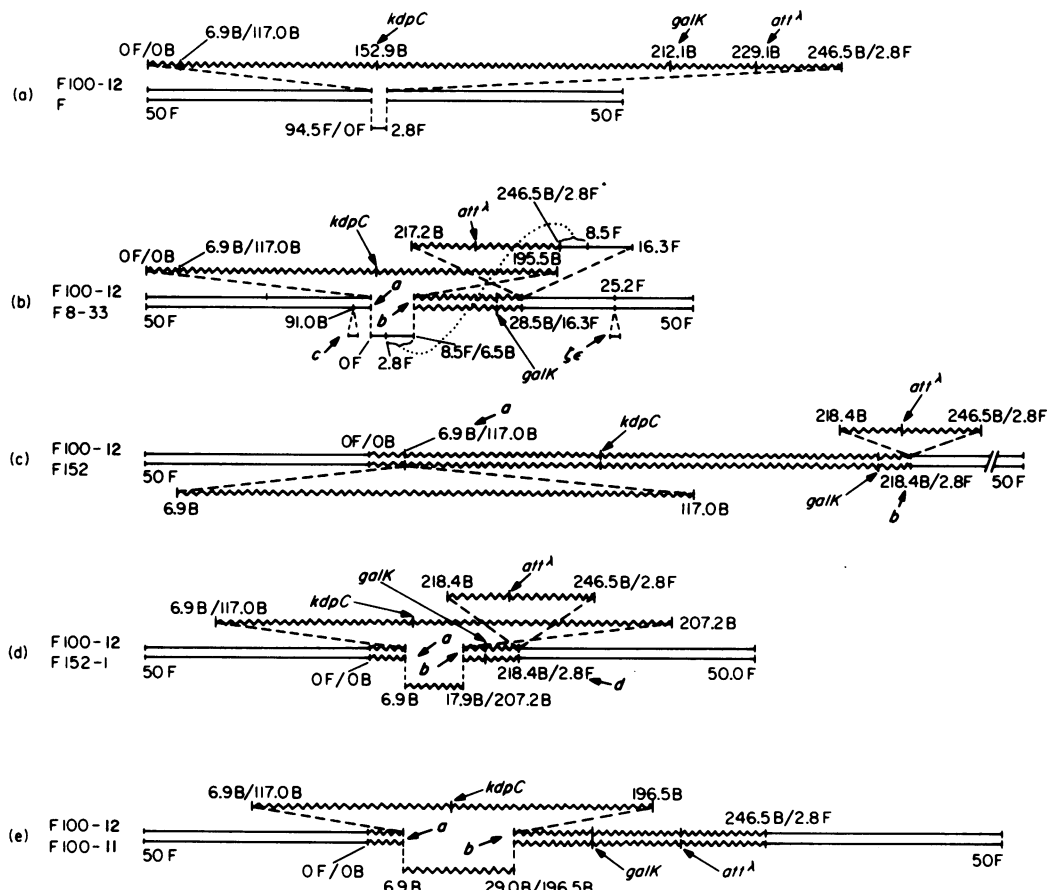 kdpC galK attλ
6.9B/117.0B
0F/0B 152.9B 212.1B 229.1B 246.5B/2.8F
(a) F100-12
F
50F 50F
94.5F/0F 2.8F
246.5B/2.8F
kdpC attλ 8.5F
217.2B
6.9B/117.0B
0F/0B 195.5B 16.3F
(b) F100-12 a 25.2F
F8-33
50F 91.0B b 28.5B/16.3F 50F
c 0F 2.8F 8.5F/6.5B galK ζε
attλ
a 218.4B 246.5B/2.8F
kdpC
0F/0B 6.9B/117.0B
(c) F100-12
F152
50F galK 218.4B/2.8F 50F
6.9B 117.0B b
attλ
galK 218.4B 246.5B/2.8F
6.9B/117.0B kdpC 207.2B
(d) F100-12 a
F152-1 b
50F 0F/0B 218.4B/2.8F d 50.0F
6.9B 17.9B/207.2B
6.9B/117.0B kdpC 196.5B
246.5B/2.8F
(e) F100-12 a
F100-11 b
50F 0F/0B galK attλ 50F
6.9B 29.0B/196.5B